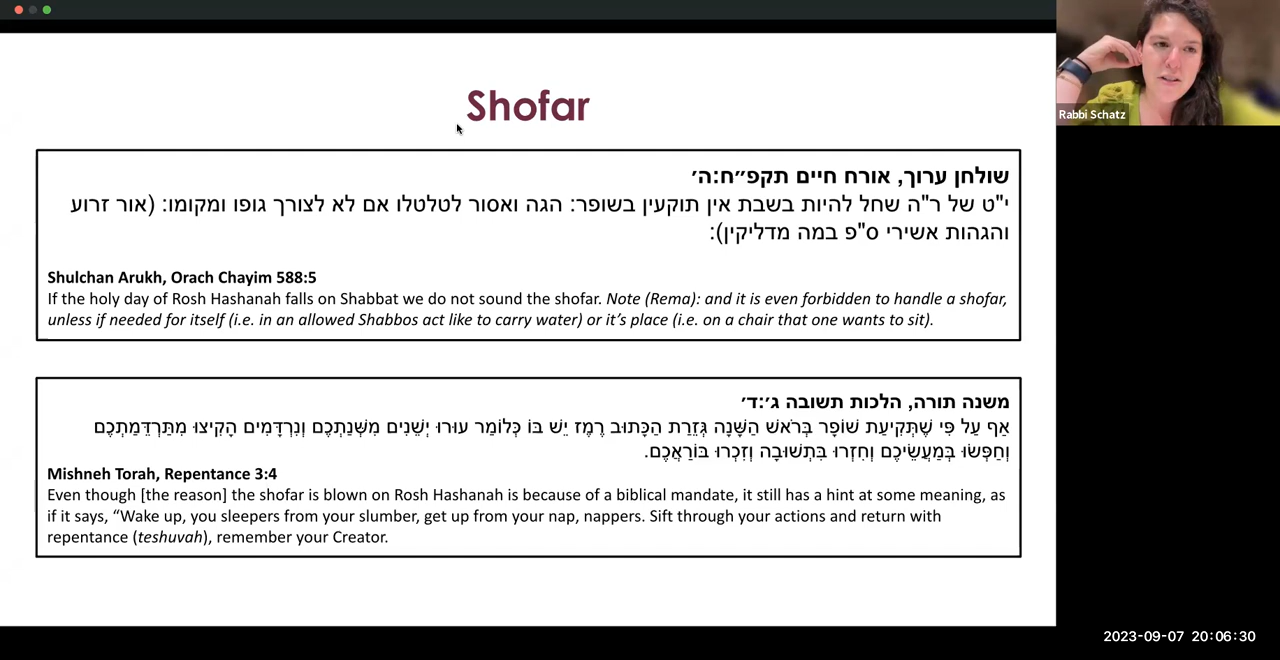 Shofar
שולחן ערוך, אורח חיים תקפ״ח:ה׳
י"ט של ר"ה שחל להיות בשבת אין תוקעין בשופר: הגה ואסור לטלטלו אם לא לצורך גופו ומקומו: (אור זרוע
והגהות אשירי ס"פ במה מדליקין):
Shulchan Arukh, Orach Chayim 588:5
If the holy day of Rosh Hashanah falls on Shabbat we do not sound the shofar. Note (Rema): and it is even forbidden to handle a shofar,
unless if needed for itself (i.e. in an allowed Shabbos act like to carry water) or it’s place (i.e. on a chair that one wants to sit).
משנה תורה, הלכות תשובה ג׳:ד׳
אַף עַל פִּי שֶׁתְּקִיעַת שׁוֹפָר בְּרֹאשׁ הַשָּׁנָה גְּזֵרַת הַכָּתוּב רֶמֶז יֵשׁ בּוֹ כְּלוֹמַר עוּרוּ יְשֵׁנִים מִשְּׁנַתְכֶם וְנִרְדָּמִים הָקִיצוּ מִתַּרְדֵּמַתְכֶם
וְחַפְּשׂוּ בְּמַעֲשֵׂיכֶם וְחִזְרוּ בִּתְשׁוּבָה וְזִכְרוּ בּוֹרַאֲכֶם.
Mishneh Torah, Repentance 3:4
Even though [the reason] the shofar is blown on Rosh Hashanah is because of a biblical mandate, it still has a hint at some meaning, as
if it says, “Wake up, you sleepers from your slumber, get up from your nap, nappers. Sift through your actions and return with
repentance (teshuvah), remember your Creator.
Rabbi Schatz
2023-09-07 20:06:30